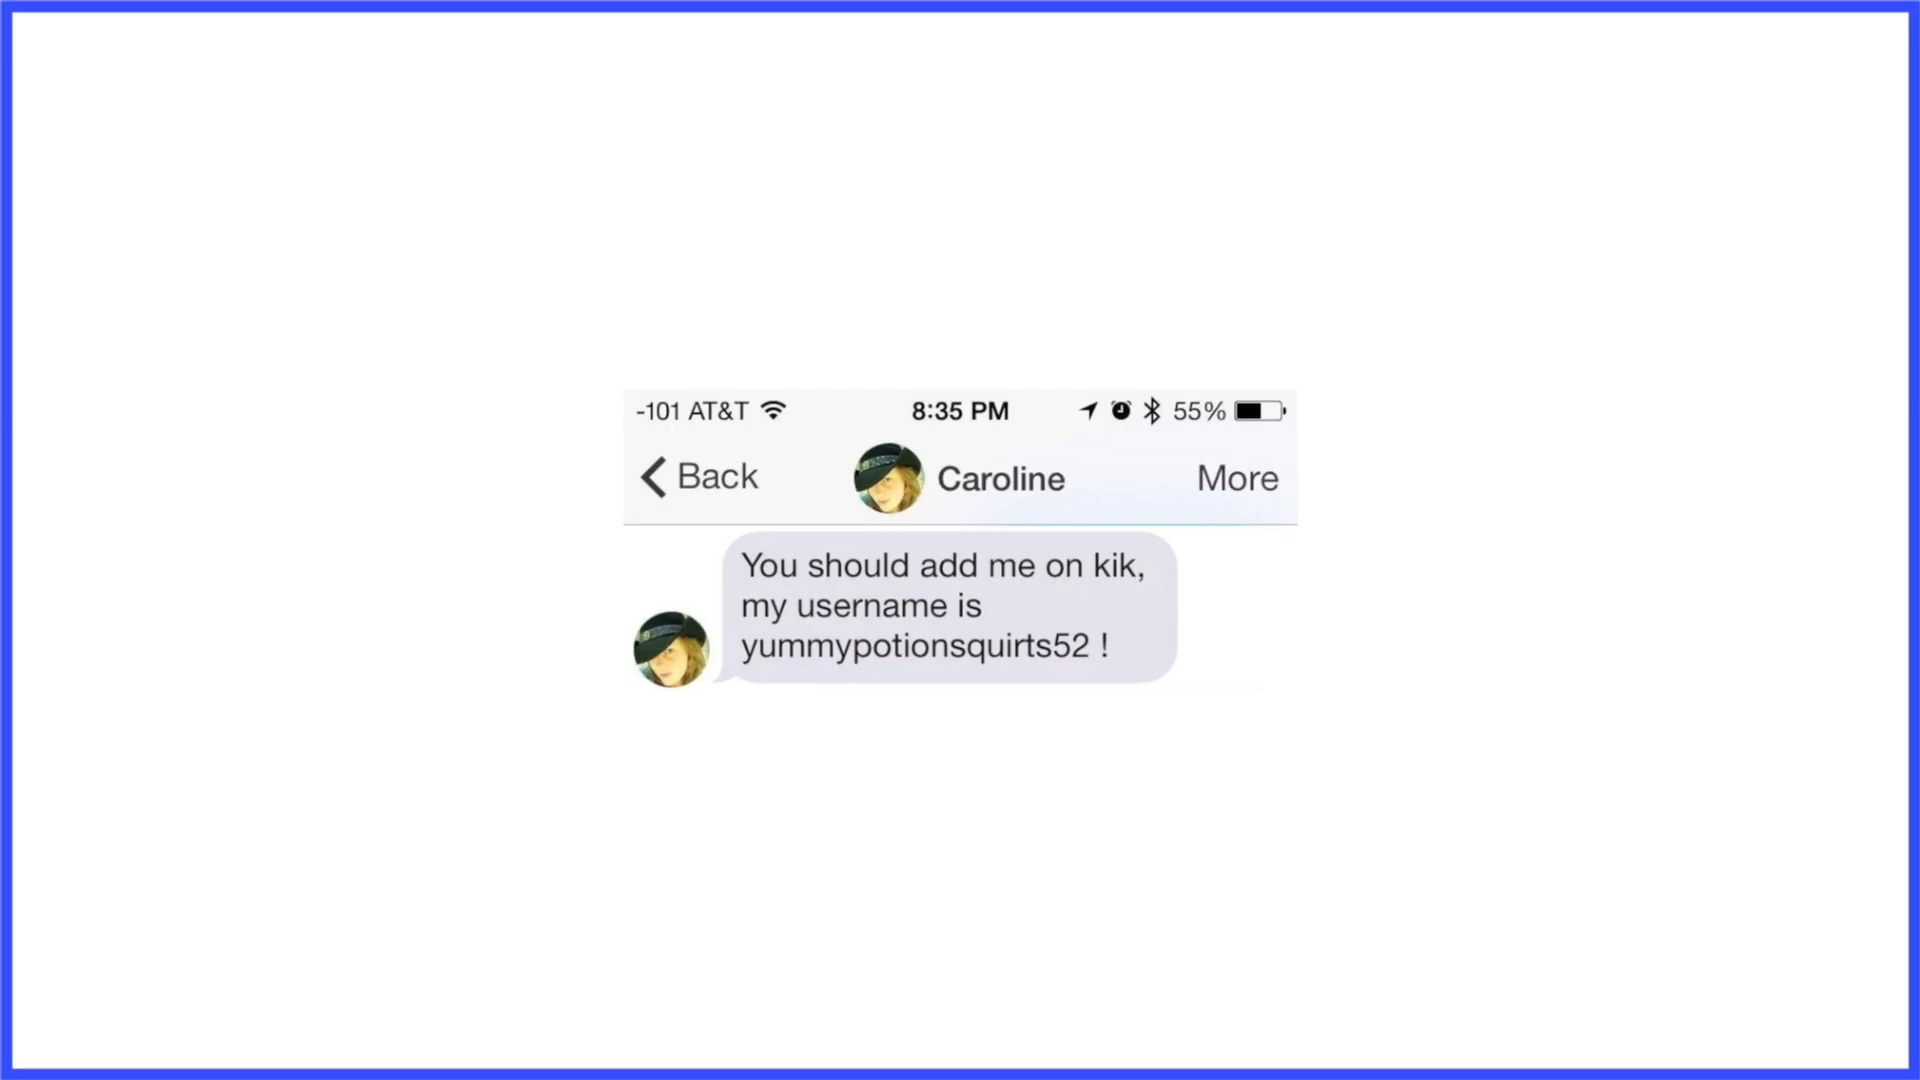 -101 AT&T 8:35 PM 55%
Back Caroline More
You should add me on kik,
my username is
yummypotionsquirts52 !